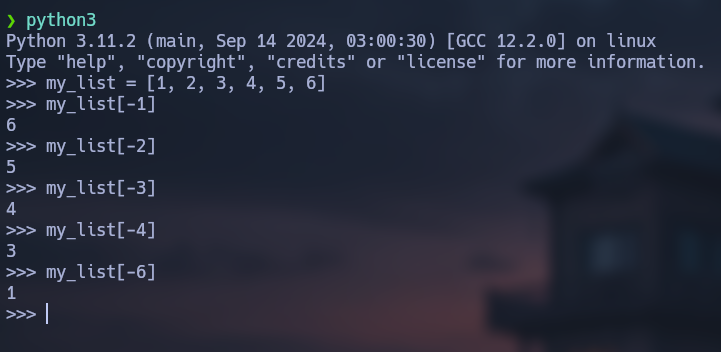 ❯ python3
Python 3.11.2 (main, Sep 14 2024, 03:00:30) [GCC 12.2.0] on linux
Type "help", "copyright", "credits" or "license" for more information.
>>> my_list = [1, 2, 3, 4, 5, 6]
>>> my_list[-1]
6
>>> my_list[-2]
5
>>> my_list[-3]
4
>>> my_list[-4]
3
>>> my_list[-6]
1
>>>